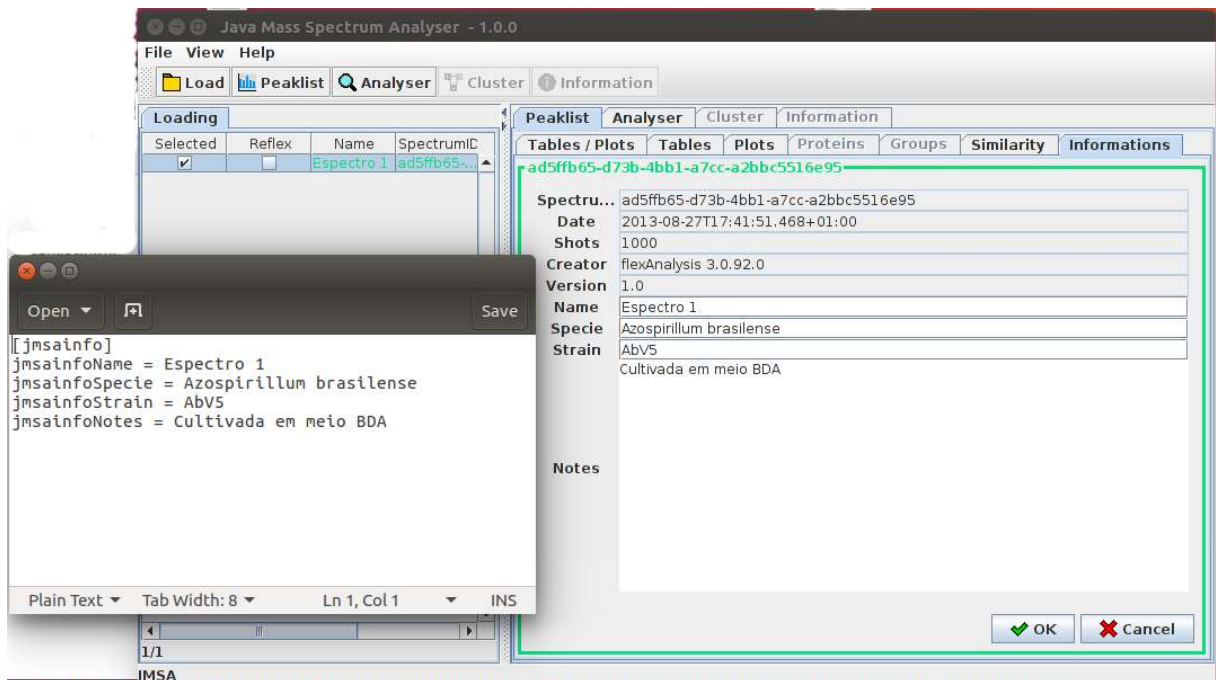 Java Mass Spectrum Analyser - 1.0.0
File View Help
Load Peaklist Analyser Cluster Information
Loading
Selected Reflex Name SpectrumID
Espectro 1 ad5ffb65-...
1/1
JMSA
Peaklist Analyser Cluster Information
Tables / Plots Tables Plots Proteins Groups Similarity Informations
ad5ffb65-d73b-4bb1-a7cc-a2bbc5516e95
Spectru... ad5ffb65-d73b-4bb1-a7cc-a2bbc5516e95
Date 2013-08-27T17:41:51.468+01:00
Shots 1000
Creator flexAnalysis 3.0.92.0
Version 1.0
Name Espectro 1
Specie Azospirillum brasilense
Strain AbV5
Notes Cultivada em meio BDA
OK Cancel
Open Save
[jmsainfo]
jmsainfoName = Espectro 1
jmsainfoSpecie = Azospirillum brasilense
jmsainfoStrain = AbV5
jmsainfoNotes = Cultivada em meio BDA
Plain Text Tab Width: 8 Ln 1, Col 1 INS